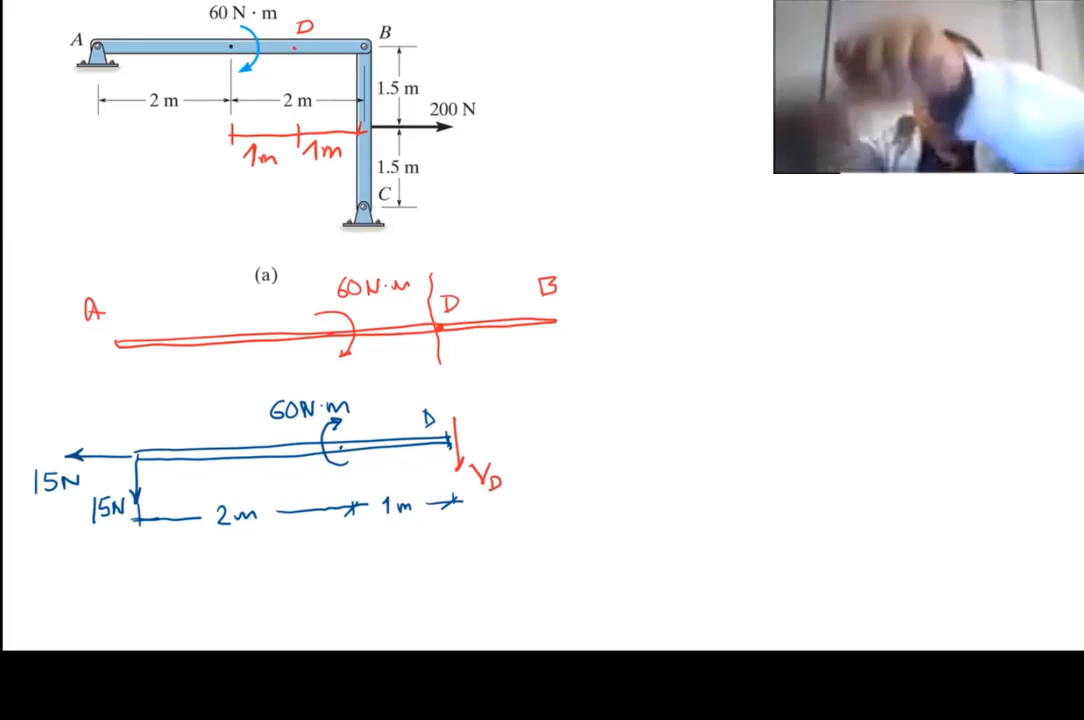 60 N · m
D
A
B
1.5 m
2 m
2 m
200 N
1m
1m
1.5 m
C
(a)
60N·m
A
D
B
60N·m
D
15N
V_D
15N
2m
1m